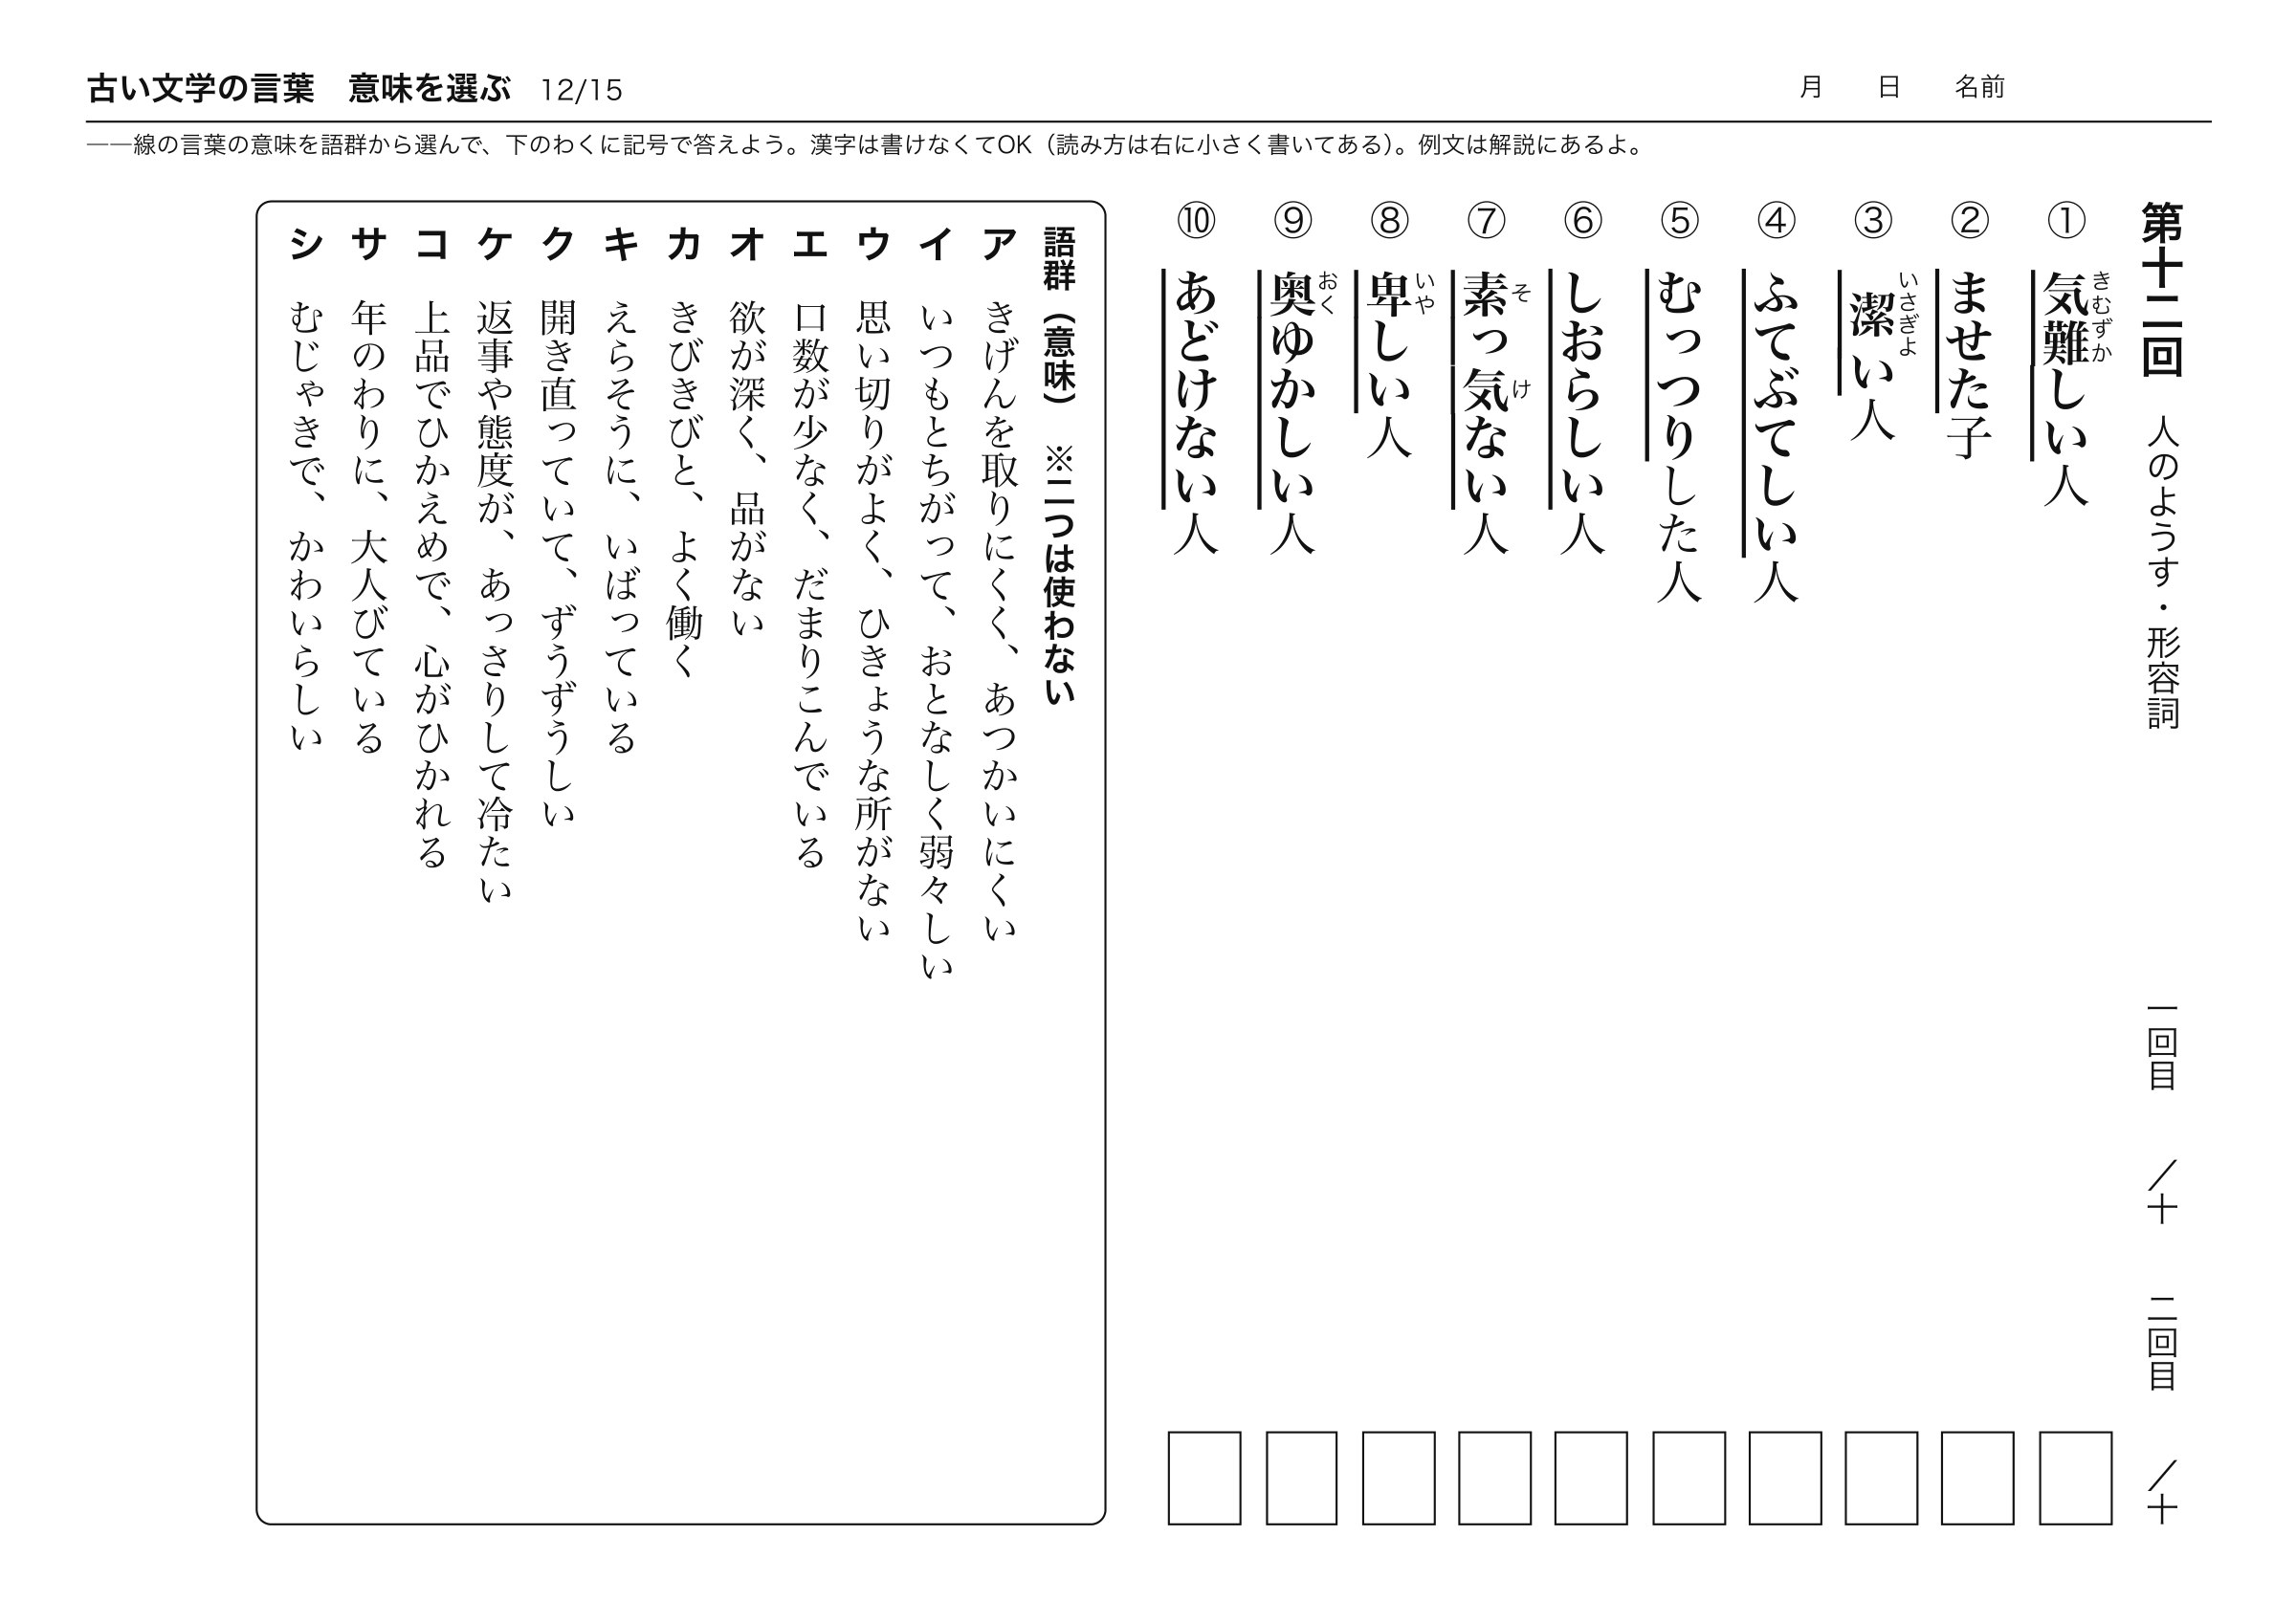 古い文学の言葉　意味を選ぶ　12/15
月　日　名前
――線の言葉の意味を語群から選んで、下のわくに記号で答えよう。漢字は書けなくてOK（読み方は右に小さく書いてある）。例文は解説にあるよ。
第十二回　人のようす・形容詞　一回目　／十　二回目　／十
① 気難しい人
きむずか
② ませた子
③ 潔い人
いさぎよ
④ ふてぶてしい人
⑤ むっつりした人
⑥ しおらしい人
⑦ 素っ気ない人
そ　け
⑧ 卑しい人
いや
⑨ 奥ゆかしい人
おく
⑩ あどけない人
語群（意味）　※二つは使わない
ア　きげんを取りにくく、あつかいにくい
イ　いつもとちがって、おとなしく弱々しい
ウ　思い切りがよく、ひきょうな所がない
エ　口数が少なく、だまりこんでいる
オ　欲が深く、品がない
カ　きびきびと、よく働く
キ　えらそうに、いばっている
ク　開き直っていて、ずうずうしい
ケ　返事や態度が、あっさりして冷たい
コ　上品でひかえめで、心がひかれる
サ　年のわりに、大人びている
シ　むじゃきで、かわいらしい